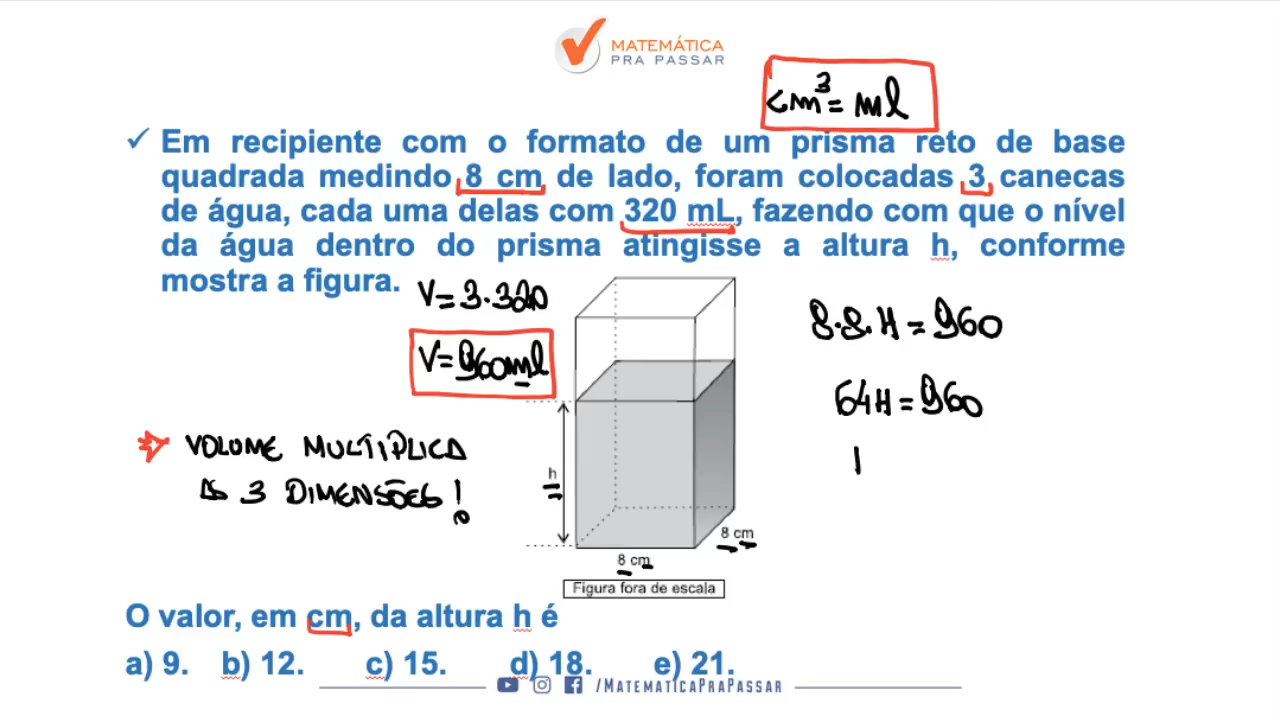 MATEMÁTICA
PRA PASSAR
cm³ = ml
✓ Em recipiente com o formato de um prisma reto de base
quadrada medindo 8 cm de lado, foram colocadas 3 canecas
de água, cada uma delas com 320 mL, fazendo com que o nível
da água dentro do prisma atingisse a altura h, conforme
mostra a figura.
V = 3.320
V = 960ml
8.8.H = 960
64H = 960
VOLUME MULTIPLICA
AS 3 DIMENSÕES!
h
8 cm
8 cm
Figura fora de escala
O valor, em cm, da altura h é
a) 9. b) 12. c) 15. d) 18. e) 21.
/MATEMATICAPRAPASSAR